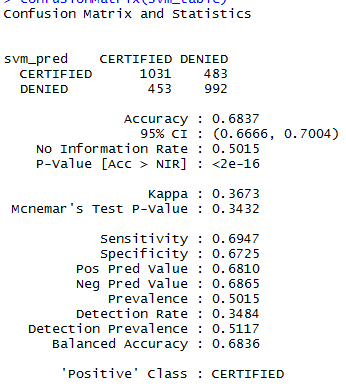 > confusionMatrix(svm_table)
Confusion Matrix and Statistics
svm_pred CERTIFIED DENIED
CERTIFIED 1031 483
DENIED 453 992
Accuracy : 0.6837
95% CI : (0.6666, 0.7004)
No Information Rate : 0.5015
P-Value [Acc > NIR] : <2e-16
Kappa : 0.3673
Mcnemar's Test P-Value : 0.3432
Sensitivity : 0.6947
Specificity : 0.6725
Pos Pred Value : 0.6810
Neg Pred Value : 0.6865
Prevalence : 0.5015
Detection Rate : 0.3484
Detection Prevalence : 0.5117
Balanced Accuracy : 0.6836
'Positive' Class : CERTIFIED